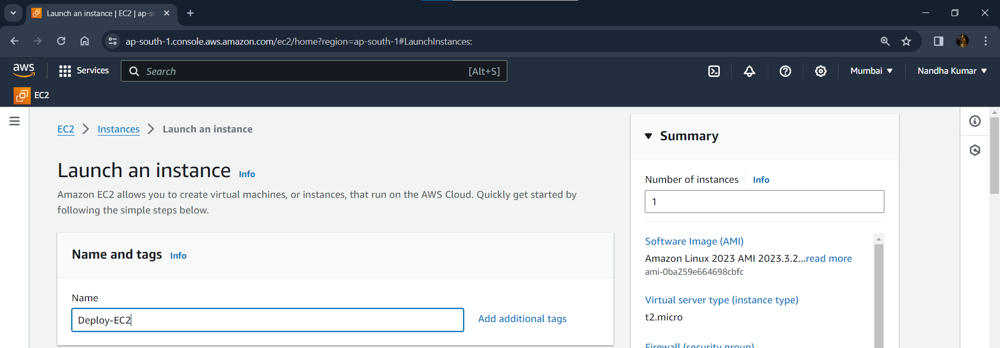 Launch an instance | EC2 | ap-sc
ap-south-1.console.aws.amazon.com/ec2/home?region=ap-south-1#LaunchInstances:
aws
Services
Search
[Alt+S]
Mumbai
Nandha Kumar
EC2
EC2
Instances
Launch an instance
Launch an instance Info
Amazon EC2 allows you to create virtual machines, or instances, that run on the AWS Cloud. Quickly get started by
following the simple steps below.
Name and tags Info
Name
Deploy-EC2
Add additional tags
Summary
Number of instances Info
1
Software Image (AMI)
Amazon Linux 2023 AMI 2023.3.2...read more
ami-0ba259e664698cbfc
Virtual server type (instance type)
t2.micro
Firewall (security group)